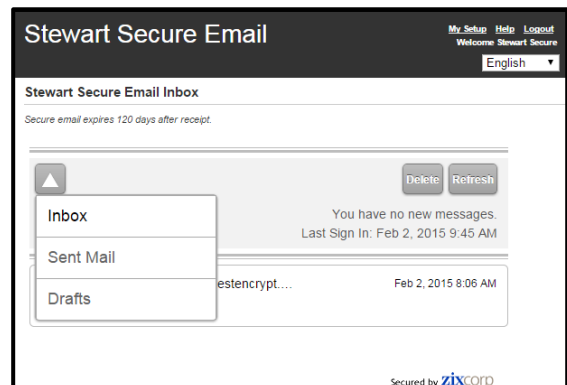 Stewart Secure Email
My Setup Help Logout
Welcome Stewart Secure
English
Stewart Secure Email Inbox
Secure email expires 120 days after receipt.
Delete Refresh
Inbox
You have no new messages.
Last Sign In: Feb 2, 2015 9:45 AM
Sent Mail
estencrypt....
Feb 2, 2015 8:06 AM
Drafts
Secured by zixcorp